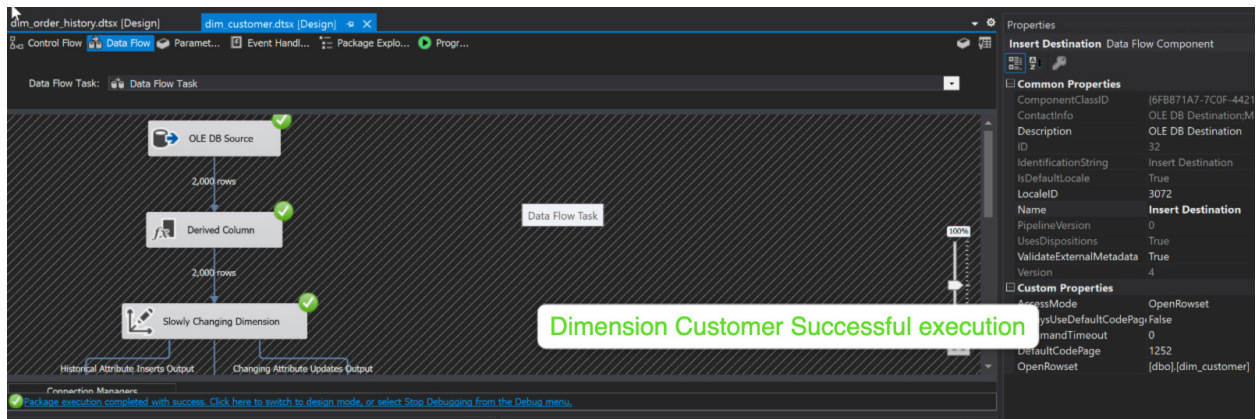 dim_order_history.dtsx [Design]
dim_customer.dtsx [Design]
Control Flow
Data Flow
Paramet...
Event Handl...
Package Explo...
Progr...
Data Flow Task:
Data Flow Task
OLE DB Source
2,000 rows
Derived Column
2,000 rows
Slowly Changing Dimension
Historical Attribute Inserts Output
Changing Attribute Updates Output
Data Flow Task
100%
Dimension Customer Successful execution
Connection Managers
Package execution completed with success. Click here to switch to design mode, or select Stop Debugging from the Debug menu.
Properties
Insert Destination Data Flow Component
Common Properties
ComponentClassID {6FB871A7-7C0F-4421
ContactInfo OLE DB Destination;M
Description OLE DB Destination
ID 32
IdentificationString Insert Destination
IsDefaultLocale True
LocaleID 3072
Name Insert Destination
PipelineVersion 0
UsesDispositions True
ValidateExternalMetadata True
Version 4
Custom Properties
AccessMode OpenRowset
False
CommandTimeout 0
DefaultCodePage 1252
OpenRowset [dbo].[dim_customer]